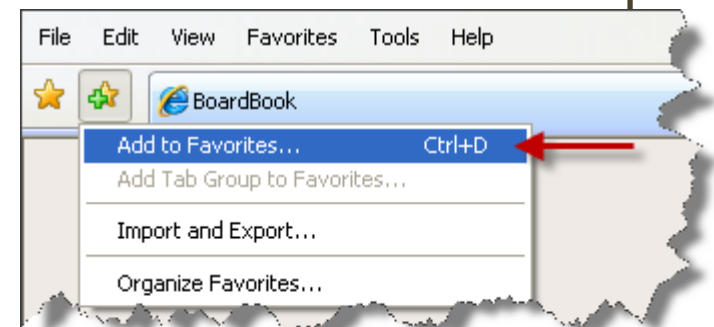 File Edit View Favorites Tools Help
BoardBook
Add to Favorites... Ctrl+D
Add Tab Group to Favorites...
Import and Export...
Organize Favorites...